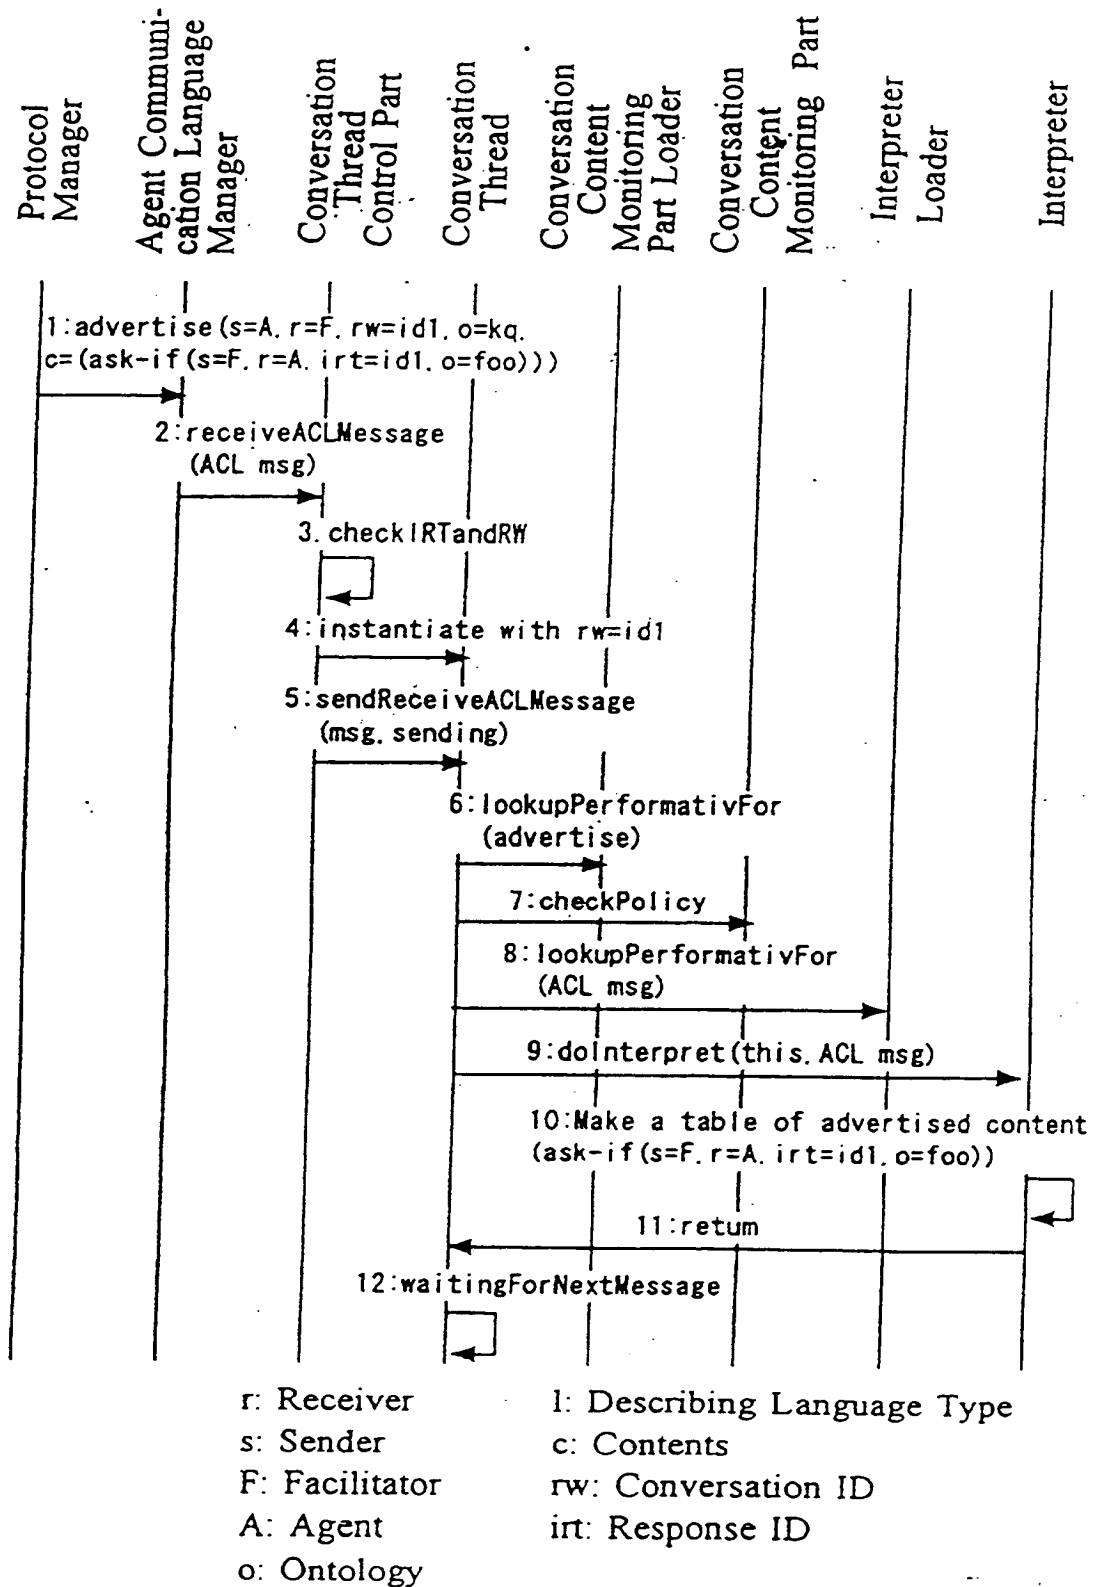 Protocol
Manager
Agent Communi-
cation Language
Manager
Conversation
Thread
Control Part
Conversation
Thread
Conversation
Content
Monitoring
Part Loader
Conversation
Content
Monitoring Part
Interpreter
Loader
Interpreter
1:advertise(s=A. r=F. rw=id1. o=kq.
c=(ask-if(s=F. r=A. irt=id1. o=foo)))
2:receiveACLMessage
(ACL msg)
3. checkIRTandRW
4:instantiate with rw=id1
5:sendReceiveACLMessage
(msg. sending)
6:lookupPerformativFor
(advertise)
7:checkPolicy
8:lookupPerformativFor
(ACL msg)
9:doInterpret(this. ACL msg)
10:Make a table of advertised content
(ask-if(s=F. r=A. irt=id1. o=foo))
11:retum
12:waitingForNextMessage
r: Receiver
l: Describing Language Type
s: Sender
c: Contents
F: Facilitator
rw: Conversation ID
A: Agent
irt: Response ID
o: Ontology